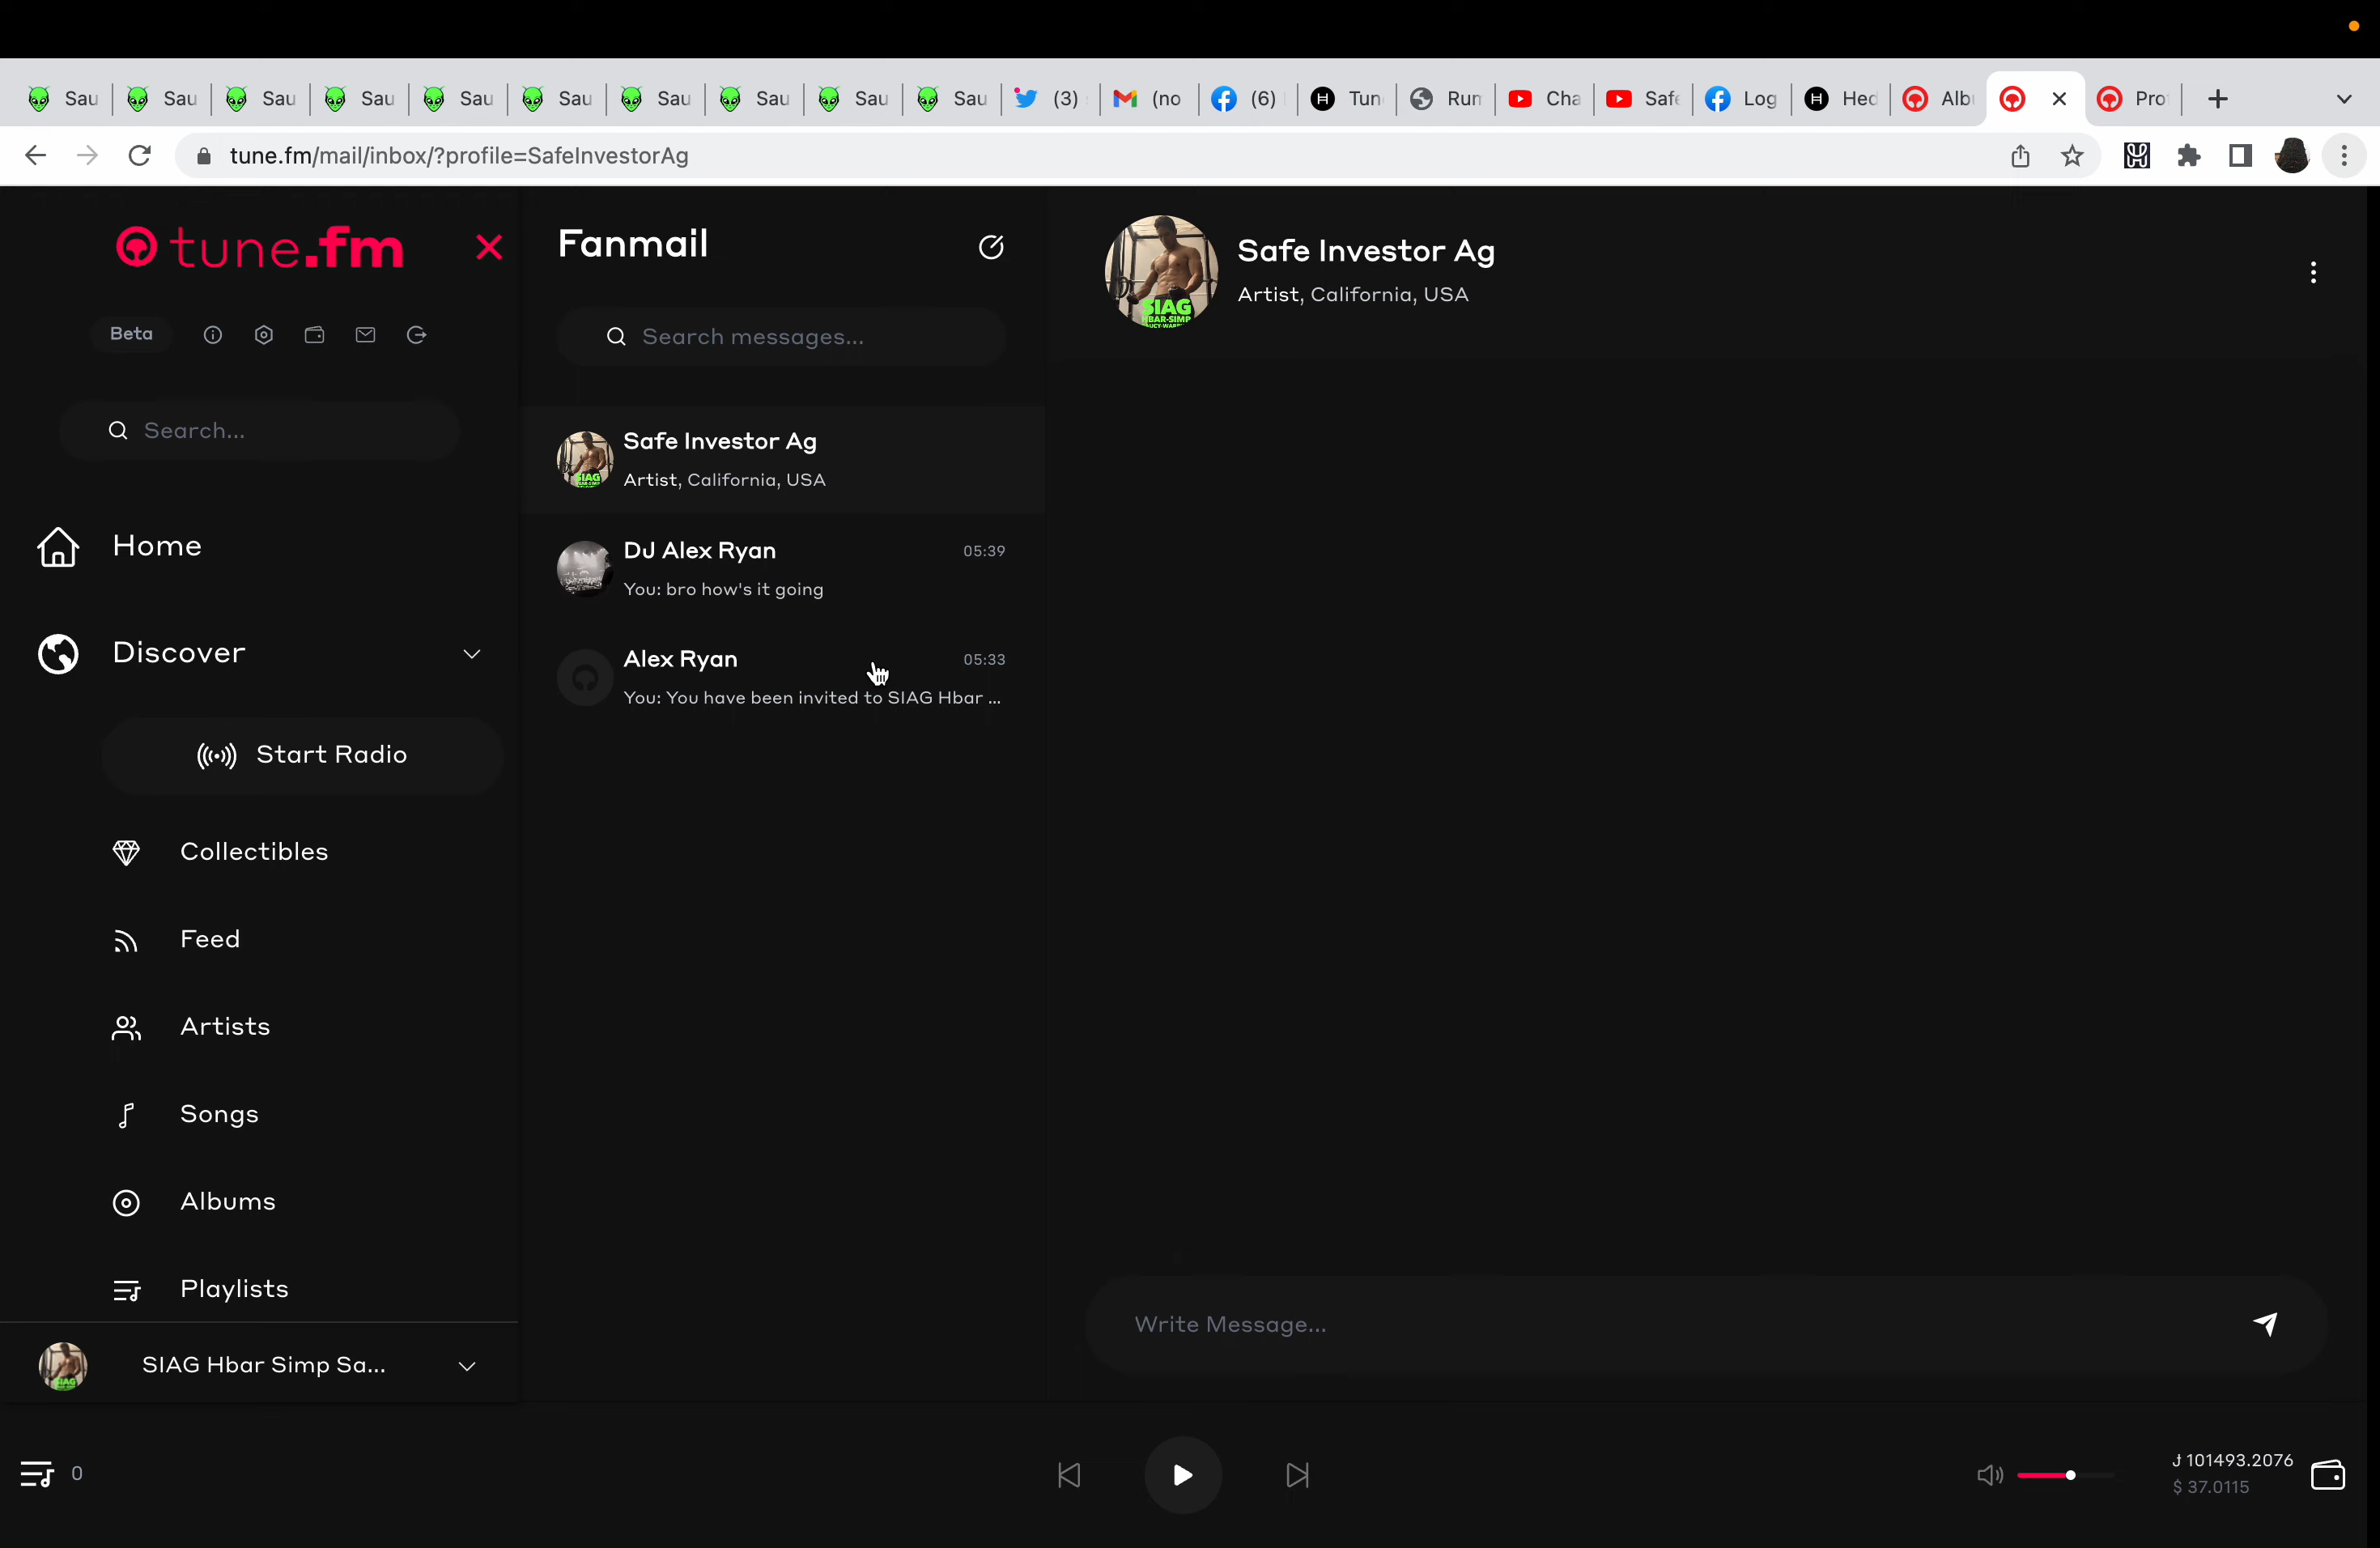 Sau Sau Sau Sau Sau Sau Sau Sau Sau Sau (3) (no (6) Tun Run Cha Safe Log Hed Alb Pro
tune.fm/mail/inbox/?profile=SafeInvestorAg
tune.fm
Beta
Search...
Home
Discover
Start Radio
Collectibles
Feed
Artists
Songs
Albums
Playlists
SIAG Hbar Simp Sa...
Fanmail
Search messages...
Safe Investor Ag
Artist, California, USA
DJ Alex Ryan 05:39
You: bro how's it going
Alex Ryan 05:33
You: You have been invited to SIAG Hbar ...
Safe Investor Ag
Artist, California, USA
SIAG
Write Message...
0
101493.2076
$ 37.0115